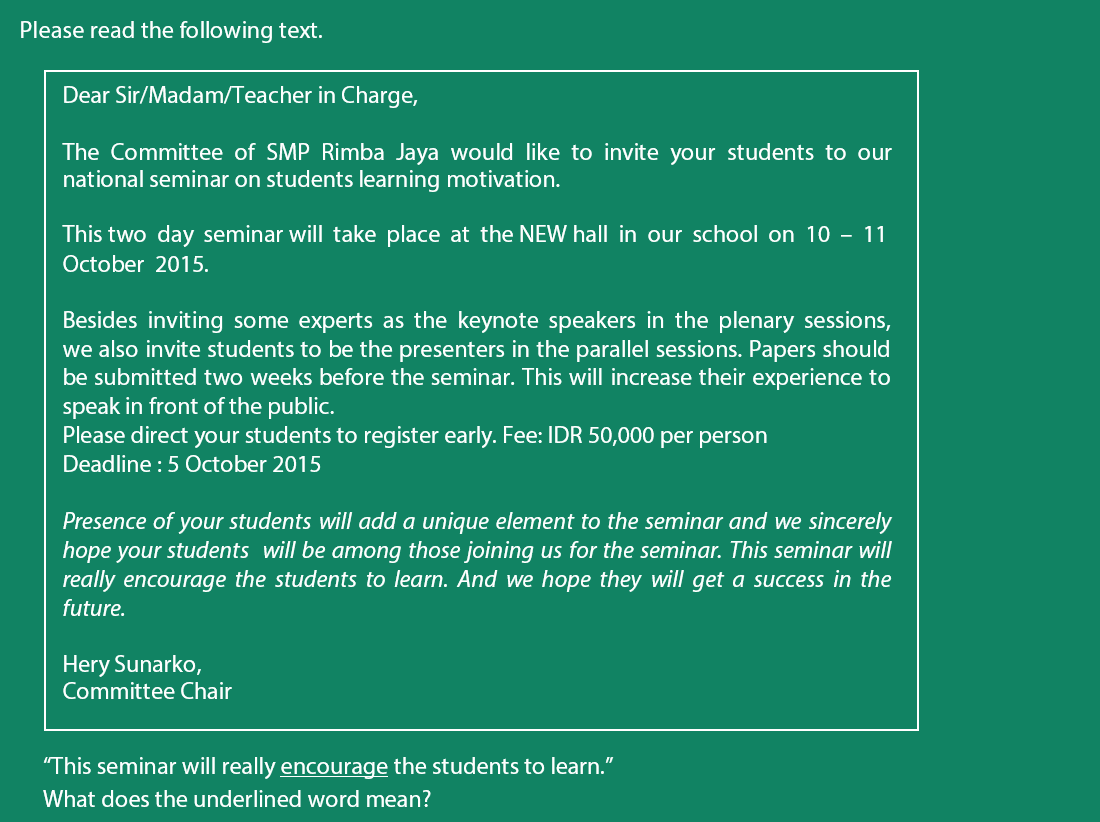 Please read the following text.
Dear Sir/Madam/Teacher in Charge,
The Committee of SMP Rimba Jaya would like to invite your students to our
national seminar on students learning motivation.
This two day seminar will take place at the NEW hall in our school on 10 – 11
October 2015.
Besides inviting some experts as the keynote speakers in the plenary sessions,
we also invite students to be the presenters in the parallel sessions. Papers should
be submitted two weeks before the seminar. This will increase their experience to
speak in front of the public.
Please direct your students to register early. Fee: IDR 50,000 per person
Deadline : 5 October 2015
Presence of your students will add a unique element to the seminar and we sincerely
hope your students will be among those joining us for the seminar. This seminar will
really encourage the students to learn. And we hope they will get a success in the
future.
Hery Sunarko,
Committee Chair
“This seminar will really encourage the students to learn.”
What does the underlined word mean?